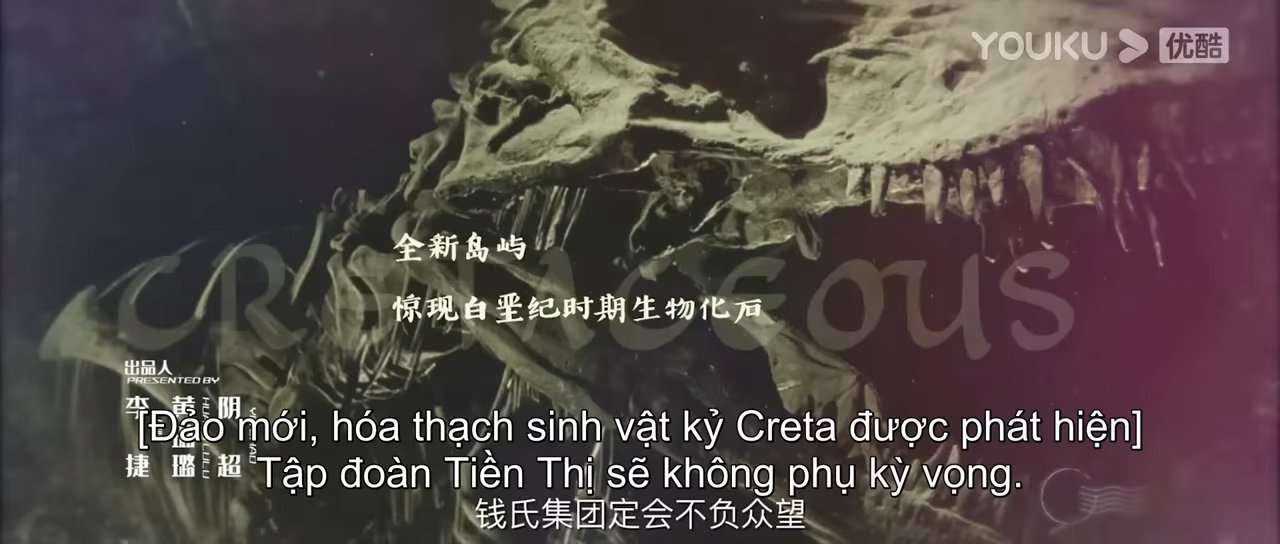 YOUKU 优酷
全新岛屿
CRETACEOUS
惊现白垩纪时期生物化石
出品人
PRESENTED BY
李 黄 阴
捷 璐璐 超
[Đảo mới, hóa thạch sinh vật kỷ Creta được phát hiện]
Tập đoàn Tiền Thị sẽ không phụ kỳ vọng.
钱氏集团定会不负众望